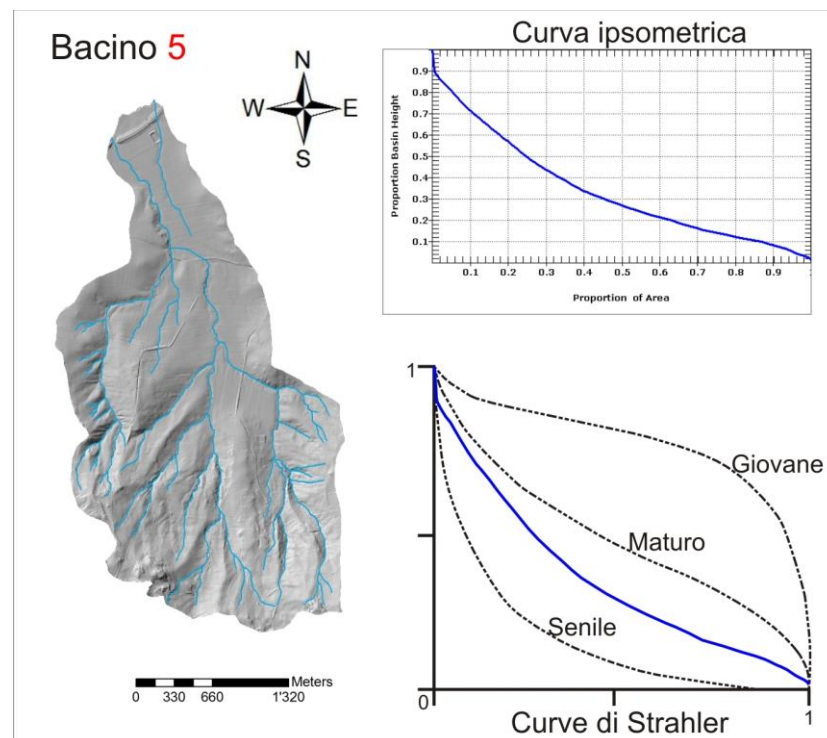 Bacino 5
N
W E
S
Meters
0 330 660 1'320
Curva ipsometrica
Proportion Basin Height
0.9
0.8
0.7
0.6
0.5
0.4
0.3
0.2
0.1
0.1 0.2 0.3 0.4 0.5 0.6 0.7 0.8 0.9
Proportion of Area
1
Giovane
Maturo
Senile
0 1
Curve di Strahler